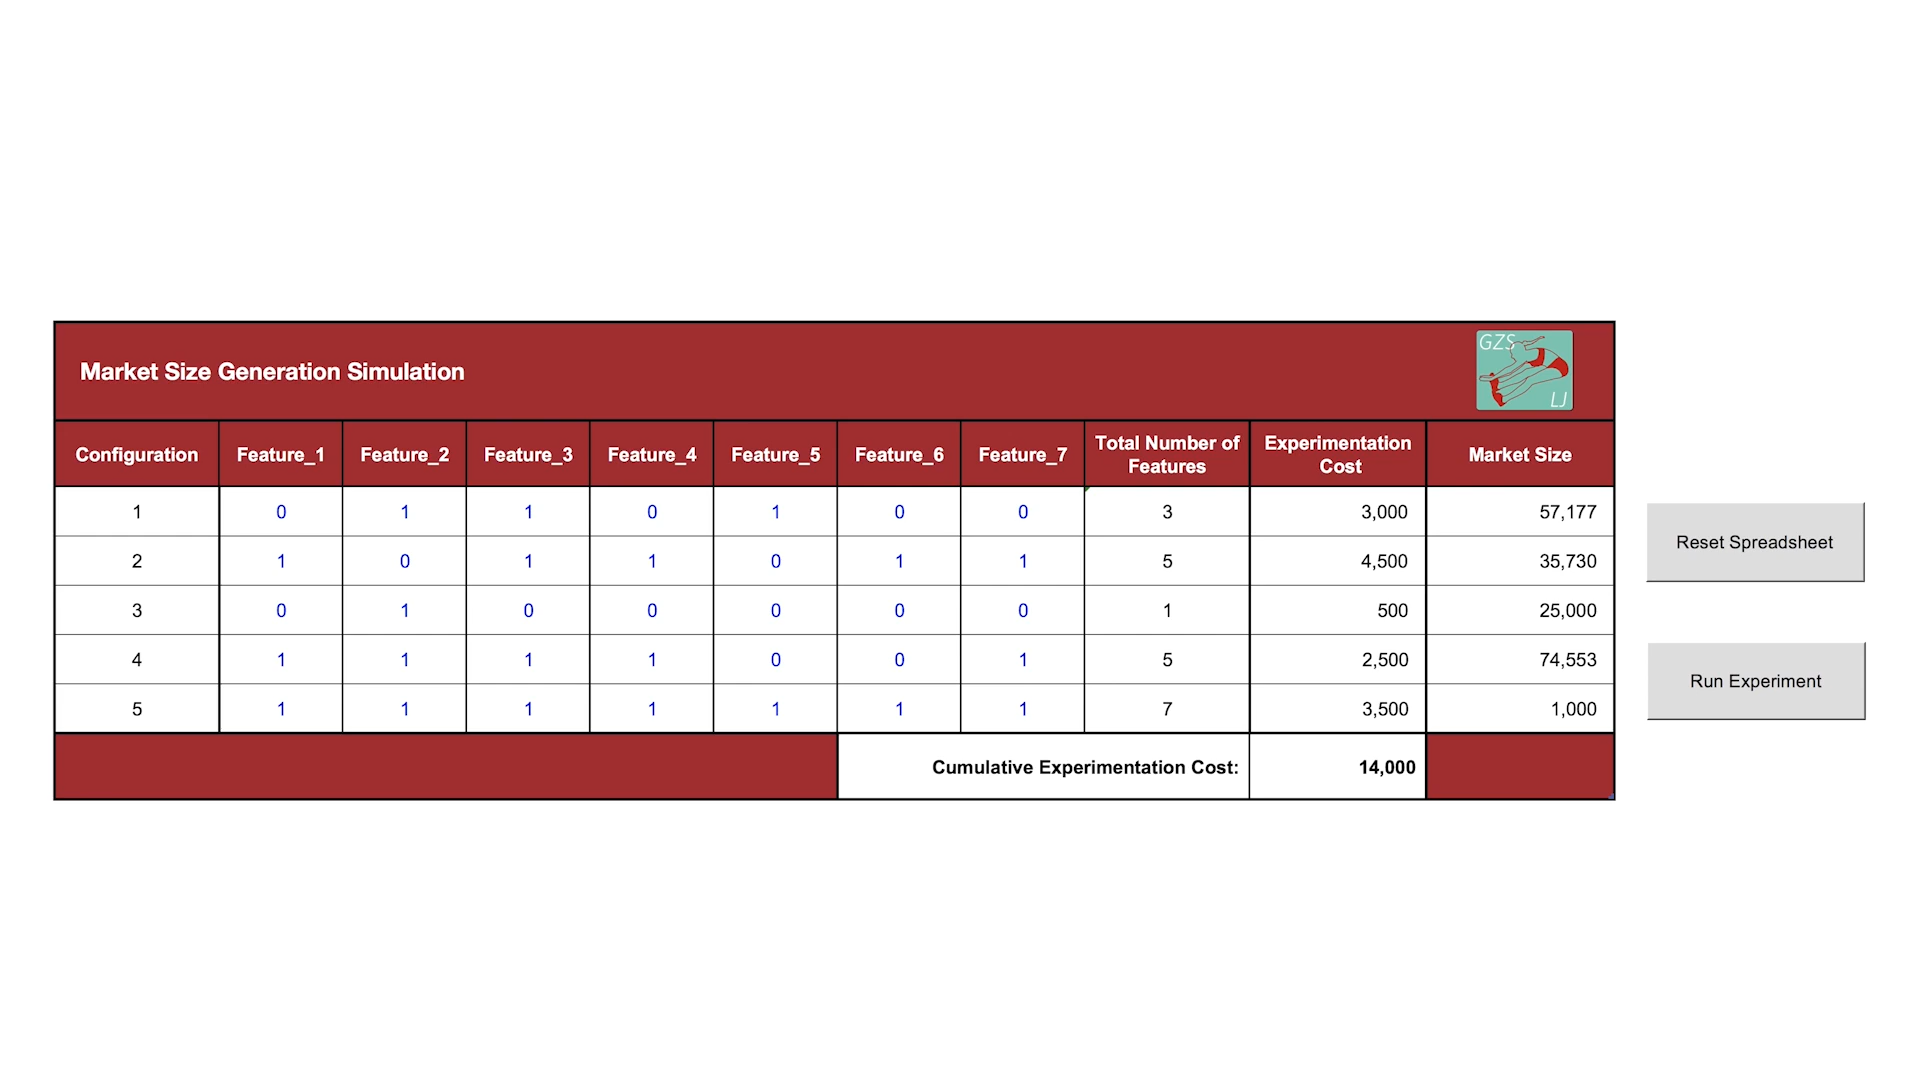 GZS
Market Size Generation Simulation
LJ
Configuration Feature_1 Feature_2 Feature_3 Feature_4 Feature_5 Feature_6 Feature_7 Total Number of Features Experimentation Cost Market Size
1 0 1 1 0 1 0 0 3 3,000 57,177
2 1 0 1 1 0 1 1 5 4,500 35,730
3 0 1 0 0 0 0 0 1 500 25,000
4 1 1 1 1 0 0 1 5 2,500 74,553
5 1 1 1 1 1 1 1 7 3,500 1,000
Cumulative Experimentation Cost: 14,000
Reset Spreadsheet
Run Experiment